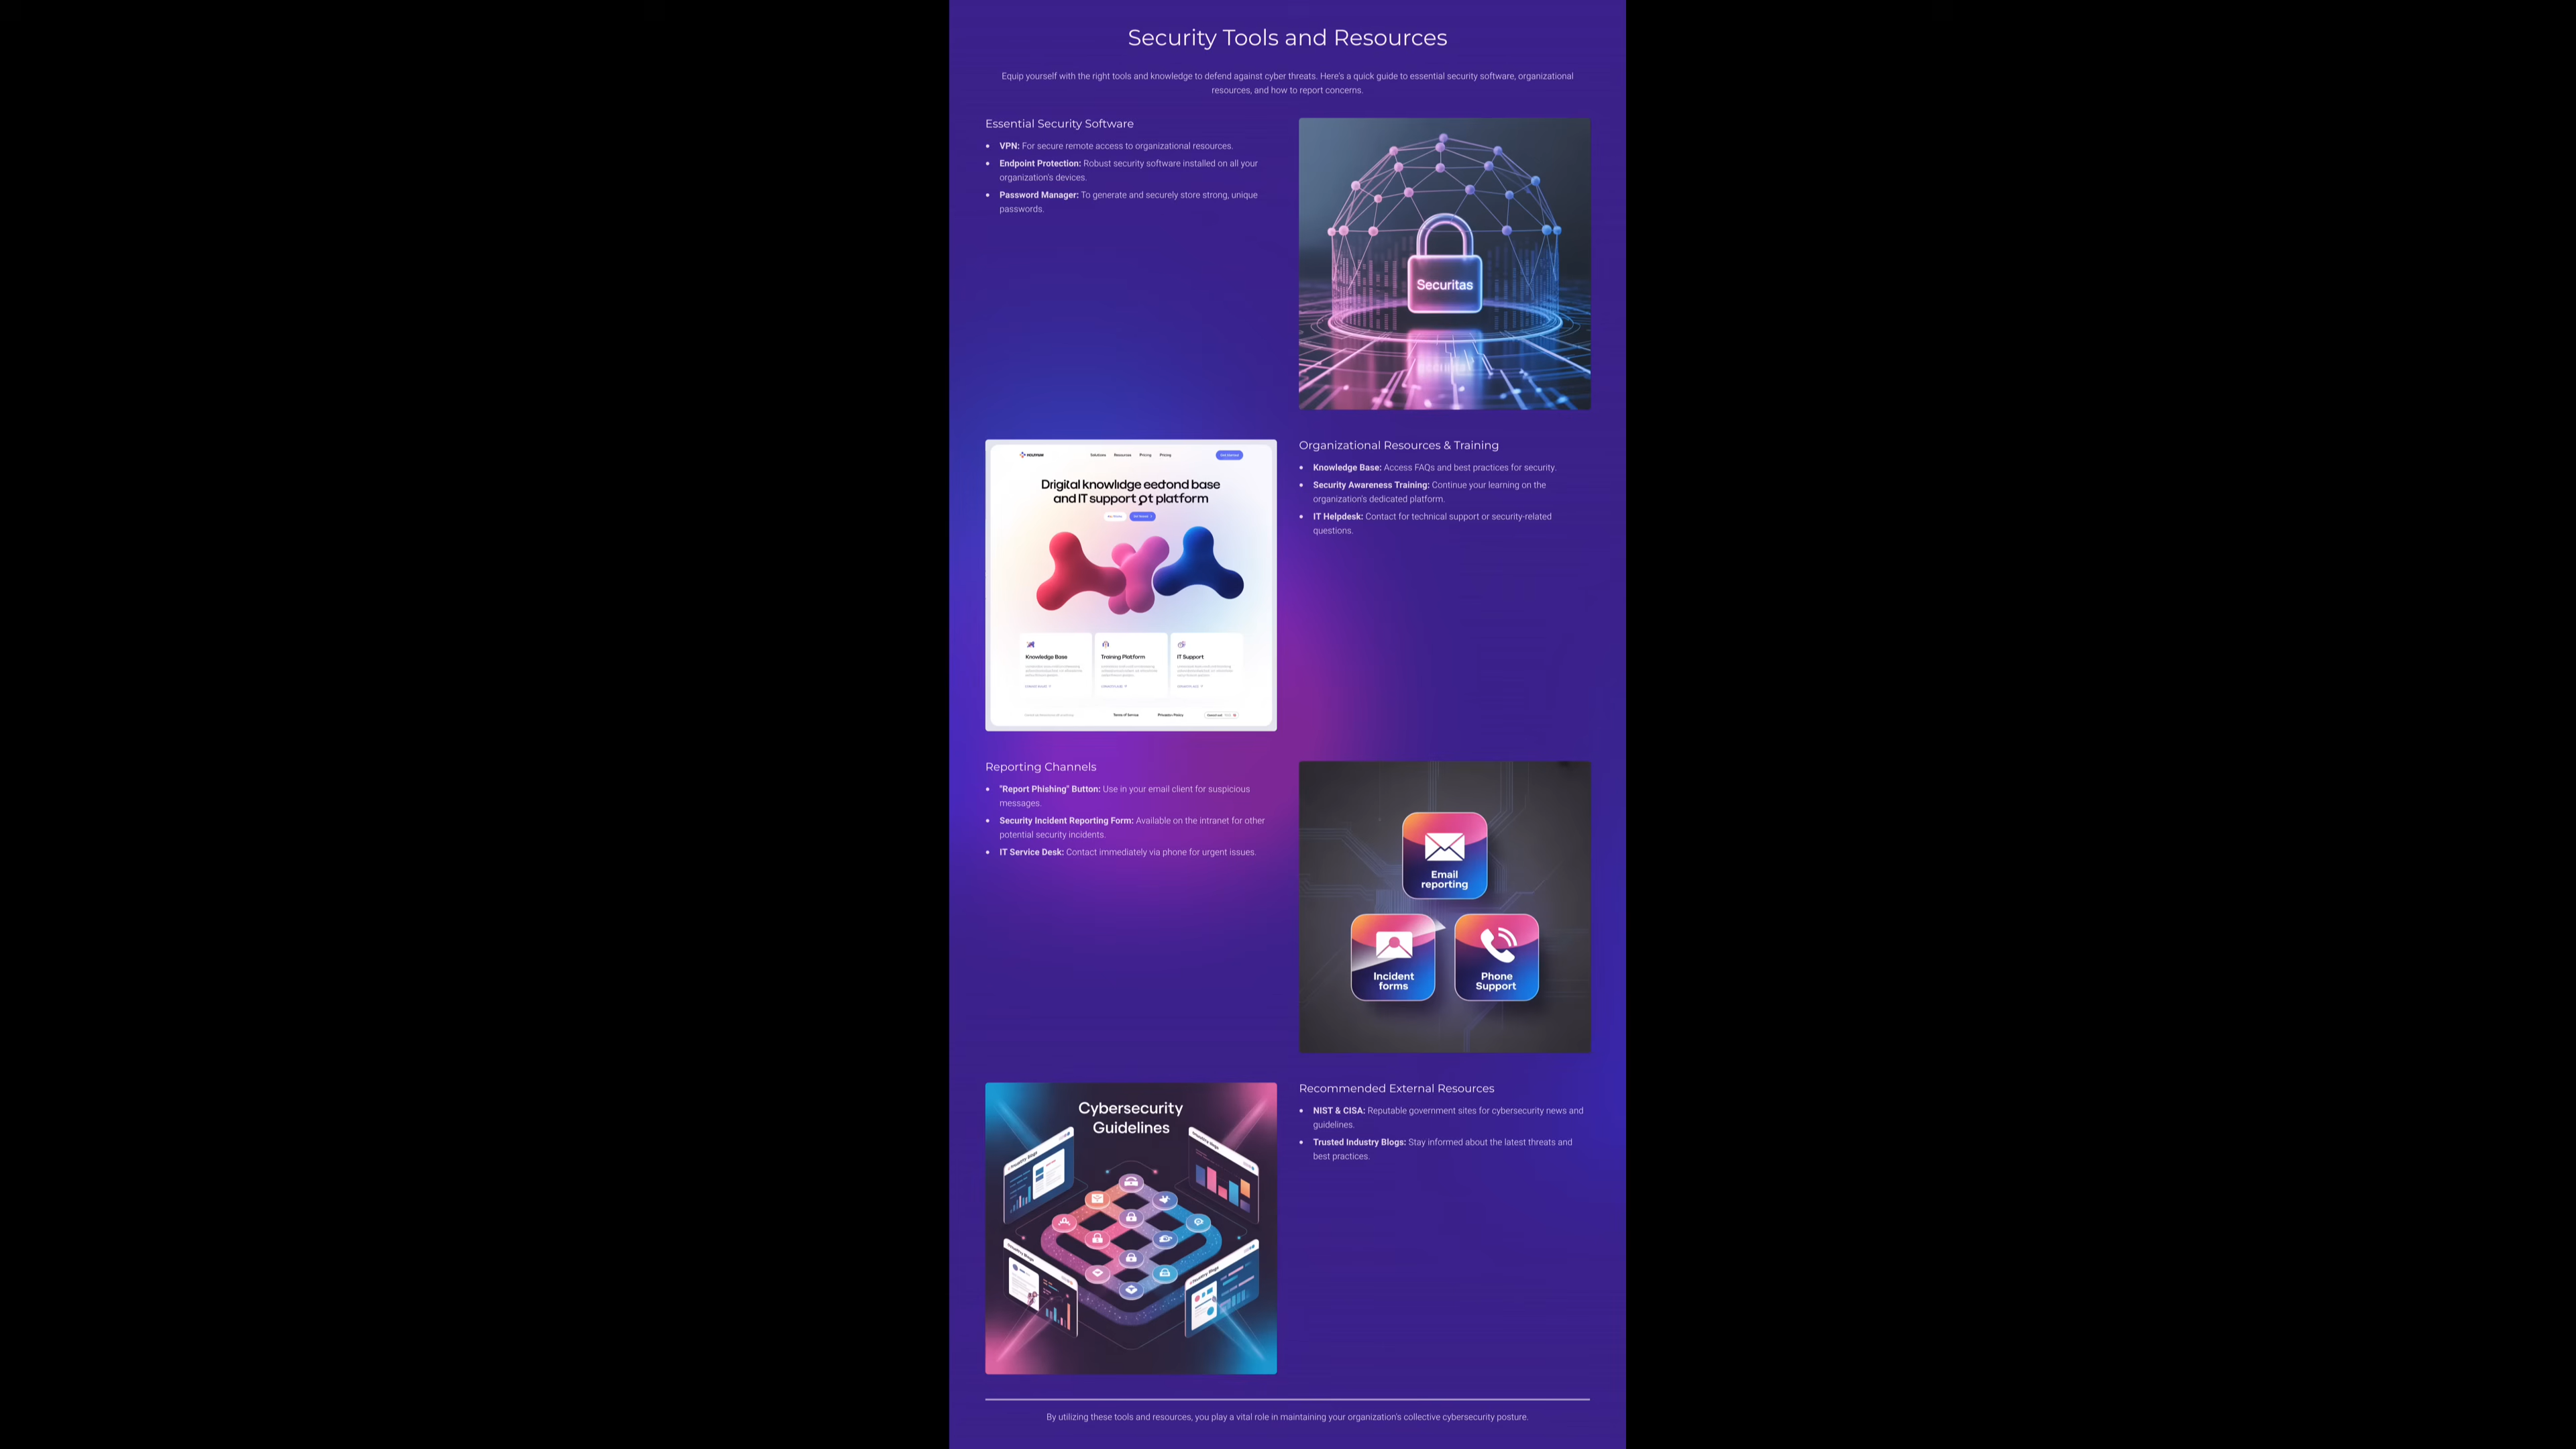 Security Tools and Resources
Equip yourself with the right tools and knowledge to defend against cyber threats. Here's a quick guide to essential security software, organizational
resources, and how to report concerns.
Essential Security Software
• VPN: For secure remote access to organizational resources.
• Endpoint Protection: Robust security software installed on all your
organization's devices.
• Password Manager: To generate and securely store strong, unique
passwords.
Securitas
Solutions Resources Pricing Pricing
Drigital knowlidge eedond base
and IT support ot platform
Knowledge Base
Training Platform
IT Support
Terms of Service
Organizational Resources & Training
• Knowledge Base: Access FAQs and best practices for security.
• Security Awareness Training: Continue your learning on the
organization's dedicated platform.
• IT Helpdesk: Contact for technical support or security-related
questions.
Reporting Channels
• "Report Phishing" Button: Use in your email client for suspicious
messages.
• Security Incident Reporting Form: Available on the intranet for other
potential security incidents.
• IT Service Desk: Contact immediately via phone for urgent issues.
Email
reporting
Incident
forms
Phone
Support
Cybersecurity
Guidelines
Recommended External Resources
• NIST & CISA: Reputable government sites for cybersecurity news and
guidelines.
• Trusted Industry Blogs: Stay informed about the latest threats and
best practices.
By utilizing these tools and resources, you play a vital role in maintaining your organization's collective cybersecurity posture.